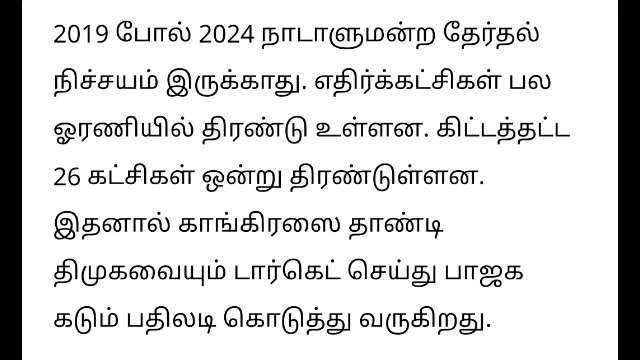 2019 போல் 2024 நாடாளுமன்ற தேர்தல்
நிச்சயம் இருக்காது. எதிர்க்கட்சிகள் பல
ஓரணியில் திரண்டு உள்ளன. கிட்டத்தட்ட
26 கட்சிகள் ஒன்று திரண்டுள்ளன.
இதனால் காங்கிரஸை தாண்டி
திமுகவையும் டார்கெட் செய்து பாஜக
கடும் பதிலடி கொடுத்து வருகிறது.